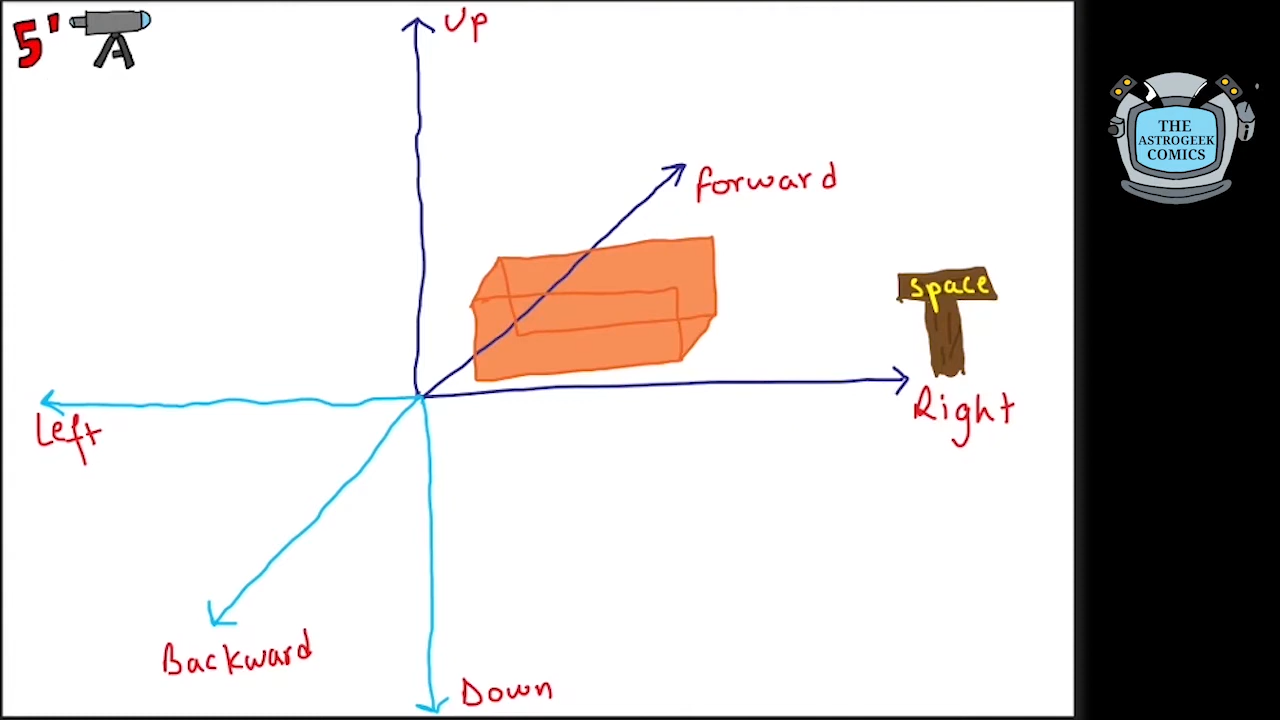 5'
Up
forward
space
Left
Right
Backward
Down
THE
ASTROGEEK
COMICS